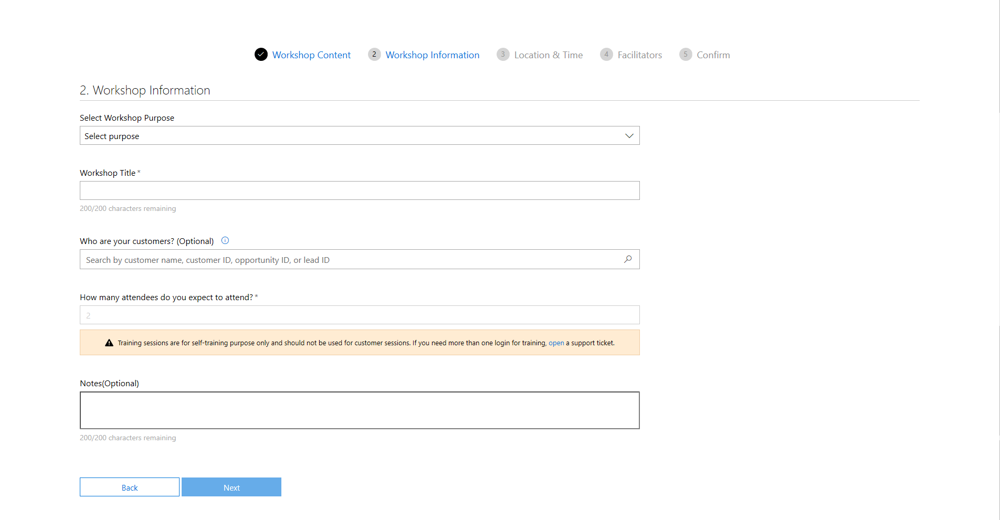 Workshop Content 2 Workshop Information 3 Location & Time 4 Facilitators 5 Confirm
2. Workshop Information
Select Workshop Purpose
Select purpose
Workshop Title *
200/200 characters remaining
Who are your customers? (Optional)
Search by customer name, customer ID, opportunity ID, or lead ID
How many attendees do you expect to attend? *
2
Training sessions are for self-training purpose only and should not be used for customer sessions. If you need more than one login for training, open a support ticket.
Notes(Optional)
200/200 characters remaining
Back Next